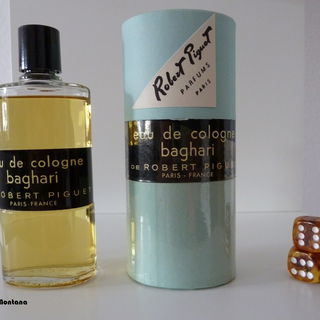 Robert Piguet
PARFUMS
PARIS
eau de cologne
baghari
DE ROBERT PIGUET
PARIS - FRANCE
eau de cologne
baghari
ROBERT PIGUET
PARIS-FRANCE
Montana